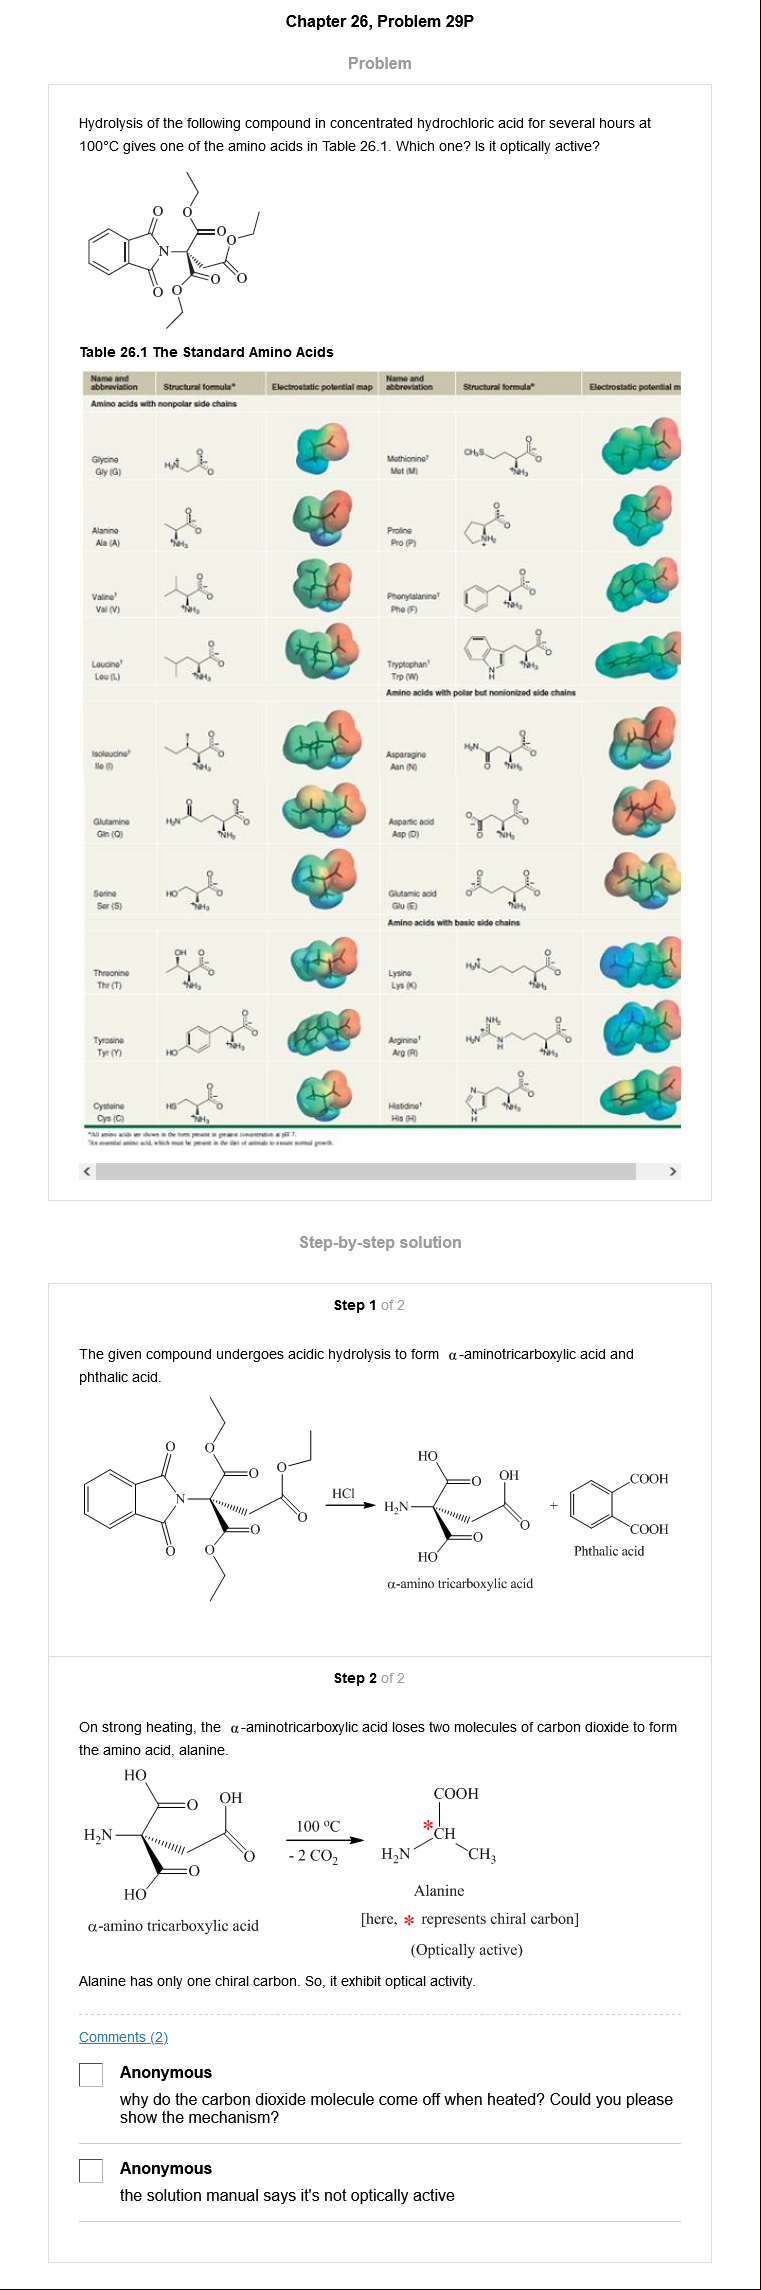 Chapter 26, Problem 29P
Problem
Hydrolysis of the following compound in concentrated hydrochloric acid for several hours at
100°C gives one of the amino acids in Table 26.1. Which one? Is it optically active?
O
O
O
O
N
O
O
O
O
Table 26.1 The Standard Amino Acids
Name and abbreviation Structural formula* Electrostatic potential map Name and abbreviation Structural formula* Electrostatic potential m
Amino acids with nonpolar side chains
Glycine
Gly (G)
Methionine†
Met (M)
Alanine
Ala (A)
Proline
Pro (P)
Valine†
Val (V)
Phenylalanine†
Phe (F)
Leucine†
Leu (L)
Tryptophan†
Trp (W)
Amino acids with polar but nonionized side chains
Isoleucine†
Ile (I)
Asparagine
Asn (N)
Glutamine
Gln (Q)
Aspartic acid
Asp (D)
Serine
Ser (S)
Glutamic acid
Glu (E)
Amino acids with basic side chains
Threonine
Thr (T)
Lysine
Lys (K)
Tyrosine
Tyr (Y)
Arginine†
Arg (R)
Cysteine
Cys (C)
Histidine†
His (H)
*All amino acids are shown in the form present in greatest concentration at pH 7.
†An essential amino acid, which must be present in the diet of animals to ensure normal growth.
Step-by-step solution
Step 1 of 2
The given compound undergoes acidic hydrolysis to form α-aminotricarboxylic acid and
phthalic acid.
O
O
O
O
N
O
O
O
O
HCl
HO
O
OH
H₂N
O
O
HO
α-amino tricarboxylic acid
+
COOH
COOH
Phthalic acid
Step 2 of 2
On strong heating, the α-aminotricarboxylic acid loses two molecules of carbon dioxide to form
the amino acid, alanine.
HO
O
OH
H₂N
O
O
HO
α-amino tricarboxylic acid
100 ºC
- 2 CO₂
COOH
*
CH
H₂N
CH₃
Alanine
[here, * represents chiral carbon]
(Optically active)
Alanine has only one chiral carbon. So, it exhibit optical activity.
Comments (2)
Anonymous
why do the carbon dioxide molecule come off when heated? Could you please
show the mechanism?
Anonymous
the solution manual says it's not optically active